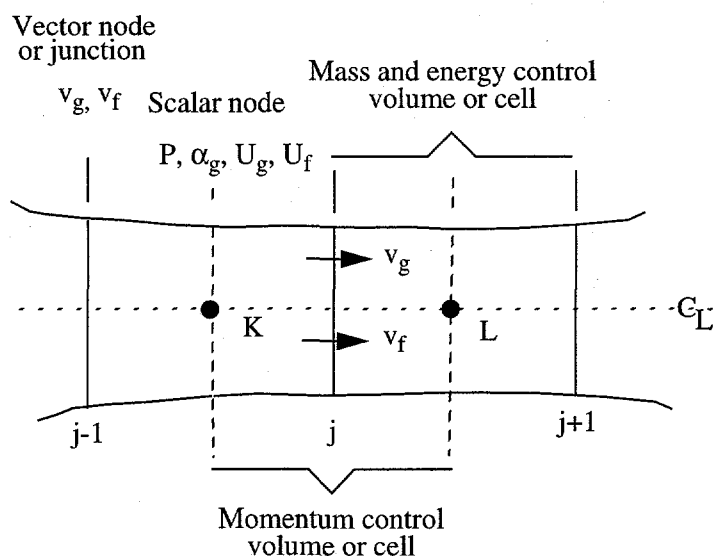 Vector node
or junction
v_g, v_f
Scalar node
P, α_g, U_g, U_f
Mass and energy control
volume or cell
v_g
K
v_f
L
C_L
j-1
j
j+1
Momentum control
volume or cell